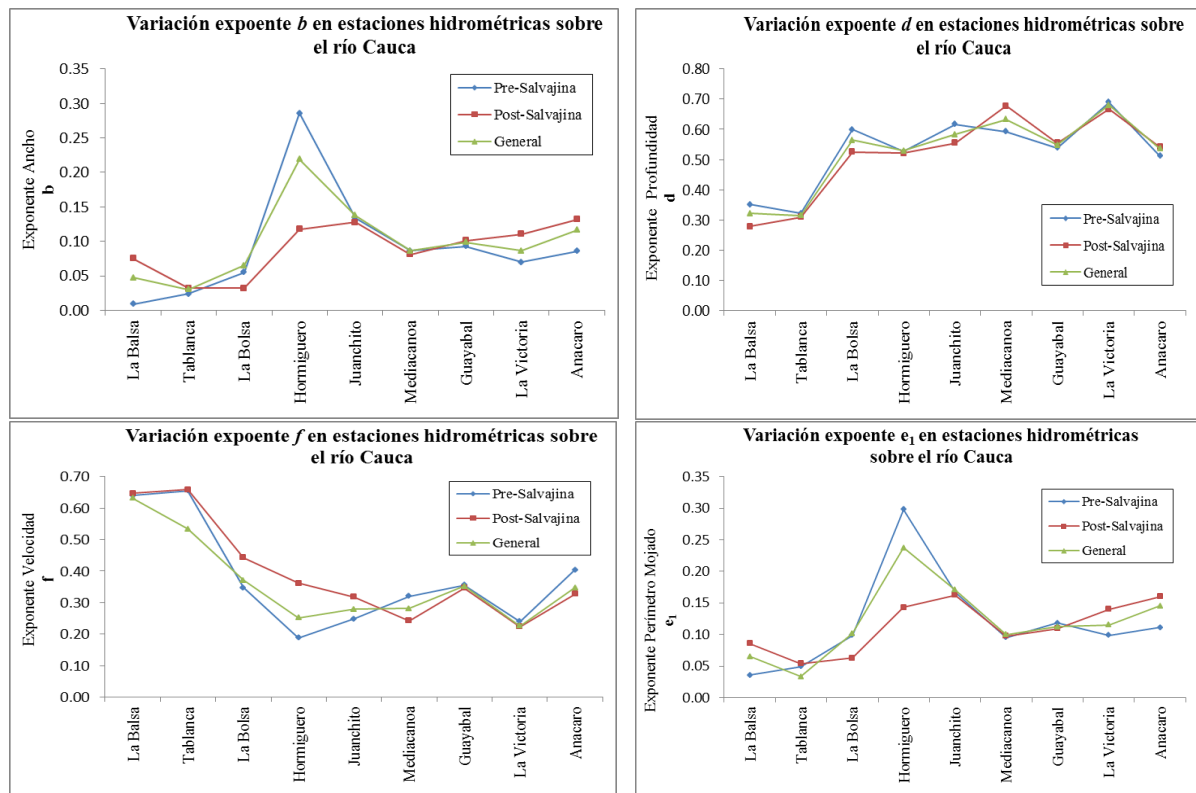 Variación expoente b en estaciones hidrométricas sobre
el río Cauca
0.35
0.30
0.25
0.20
0.15
0.10
0.05
0.00
Exponente Ancho
b
Pre-Salvajina
Post-Salvajina
General
La Balsa
Tablanca
La Bolsa
Hormiguero
Juanchito
Mediacanoa
Guayabal
La Victoria
Anacaro
Variación expoente d en estaciones hidrométricas sobre
el río Cauca
0.80
0.70
0.60
0.50
0.40
0.30
0.20
0.10
0.00
Exponente Profundidad
d
Pre-Salvajina
Post-Salvajina
General
La Balsa
Tablanca
La Bolsa
Hormiguero
Juanchito
Mediacanoa
Guayabal
La Victoria
Anacaro
Variación expoente f en estaciones hidrométricas sobre
el río Cauca
0.70
0.60
0.50
0.40
0.30
0.20
0.10
0.00
Exponente Velocidad
f
Pre-Salvajina
Post-Salvajina
General
La Balsa
Tablanca
La Bolsa
Hormiguero
Juanchito
Mediacanoa
Guayabal
La Victoria
Anacaro
Variación expoente e₁ en estaciones hidrométricas
sobre el río Cauca
0.35
0.30
0.25
0.20
0.15
0.10
0.05
0.00
Exponente Perimetro Mojado
e₁
Pre-Salvajina
Post-Salvajina
General
La Balsa
Tablanca
La Bolsa
Hormiguero
Juanchito
Mediacanoa
Guayabal
La Victoria
Anacaro